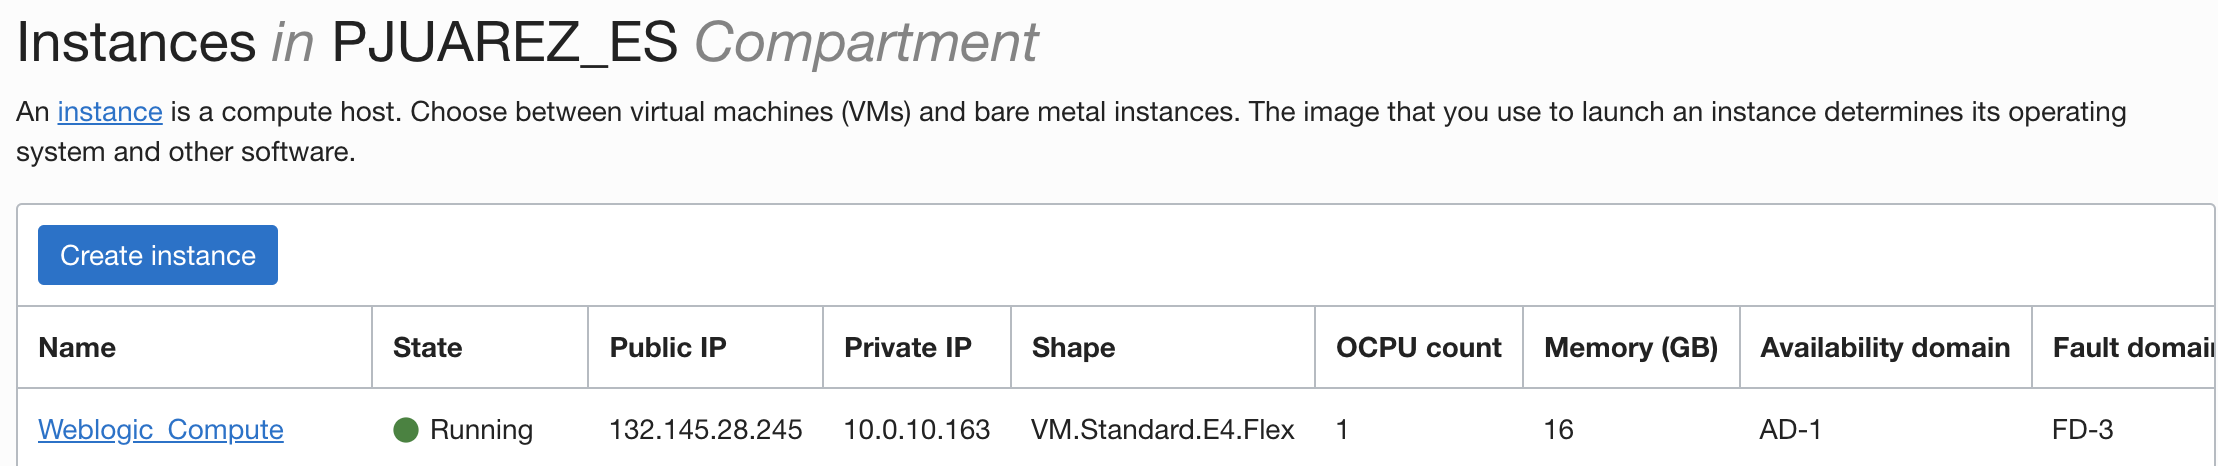 Instances in PJUAREZ_ES Compartment
An instance is a compute host. Choose between virtual machines (VMs) and bare metal instances. The image that you use to launch an instance determines its operating
system and other software.
Create instance
Name State Public IP Private IP Shape OCPU count Memory (GB) Availability domain Fault domain
Weblogic_Compute Running 132.145.28.245 10.0.10.163 VM.Standard.E4.Flex 1 16 AD-1 FD-3